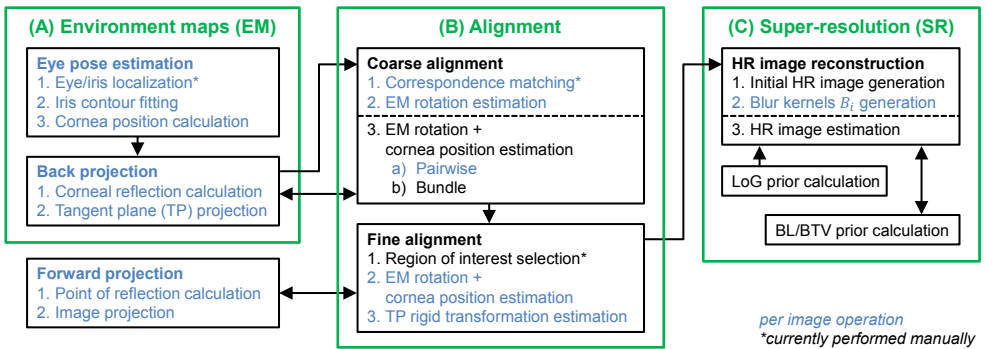 (A) Environment maps (EM)
Eye pose estimation
1. Eye/iris localization*
2. Iris contour fitting
3. Cornea position calculation
Back projection
1. Corneal reflection calculation
2. Tangent plane (TP) projection
Forward projection
1. Point of reflection calculation
2. Image projection
(B) Alignment
Coarse alignment
1. Correspondence matching*
2. EM rotation estimation
3. EM rotation +
cornea position estimation
a) Pairwise
b) Bundle
Fine alignment
1. Region of interest selection*
2. EM rotation +
cornea position estimation
3. TP rigid transformation estimation
(C) Super-resolution (SR)
HR image reconstruction
1. Initial HR image generation
2. Blur kernels B_i generation
3. HR image estimation
LoG prior calculation
BL/BTV prior calculation
per image operation
*currently performed manually